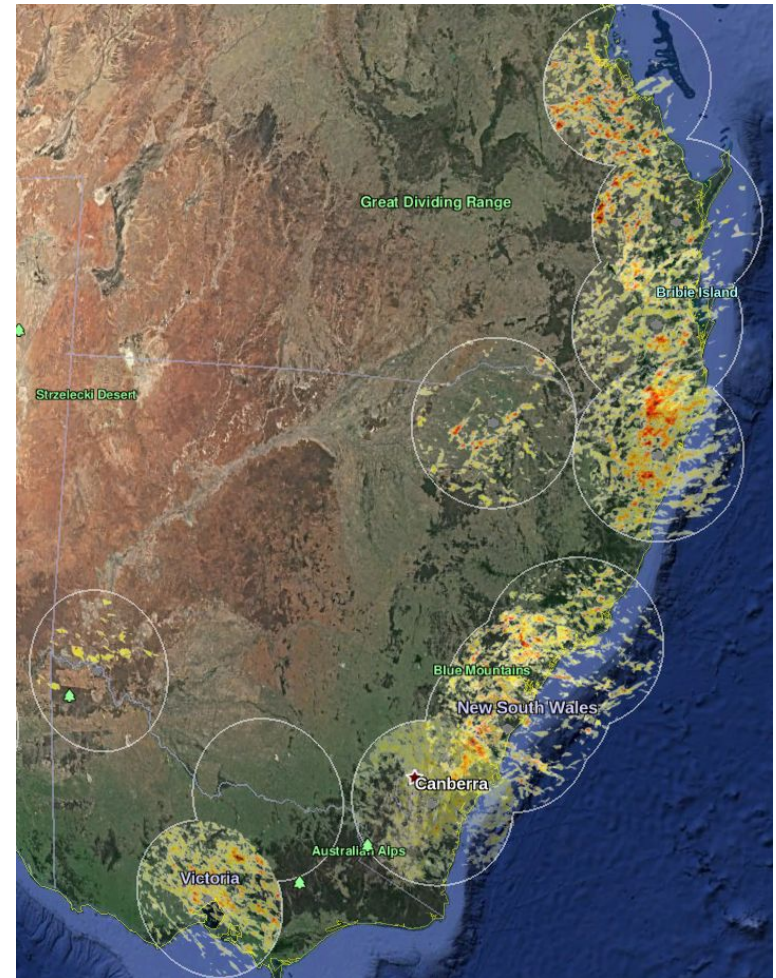 Great Dividing Range
Bribie Island
Strzelecki Desert
Blue Mountains
New South Wales
Canberra
Australian Alps
Victoria